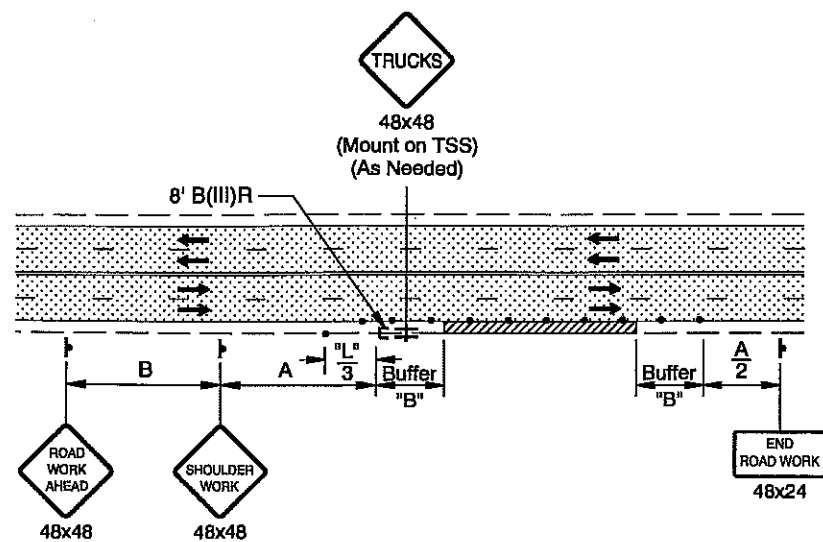 TRUCKS
48x48
(Mount on TSS)
(As Needed)
8' B(III)R
B
A
"L"
3
Buffer
"B"
Buffer
"B"
A
2
ROAD
WORK
AHEAD
48x48
SHOULDER
WORK
48x48
END
ROAD WORK
48x24